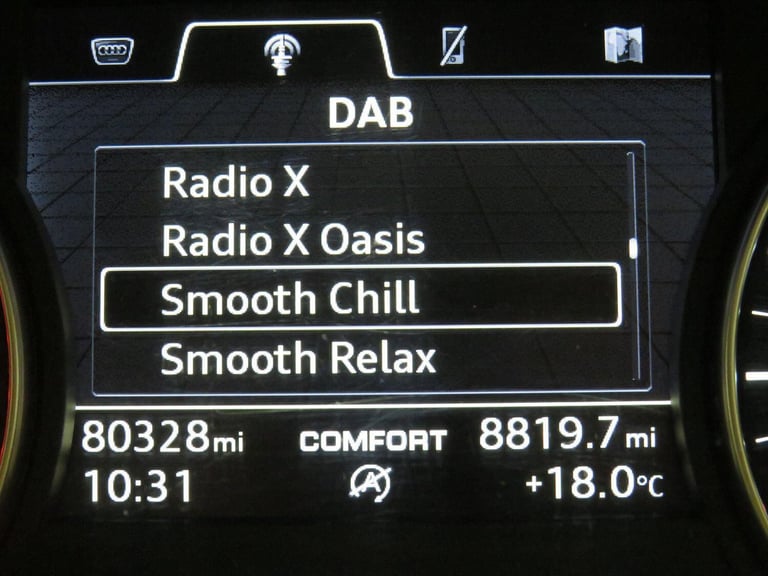 DAB
Radio X
Radio X Oasis
Smooth Chill
Smooth Relax
80328mi COMFORT 8819.7mi
10:31 A +18.0°C